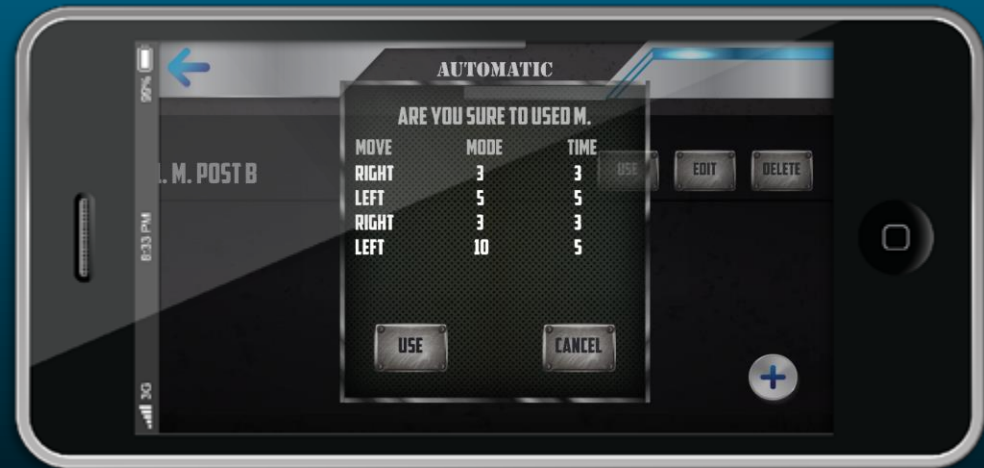 99%
8:33 PM
3G
AUTOMATIC
ARE YOU SURE TO USED M.
MOVE MODE TIME
RIGHT 3 3
LEFT 5 5
RIGHT 3 3
LEFT 10 5
. M. POST B
USE EDIT DELETE
USE CANCEL